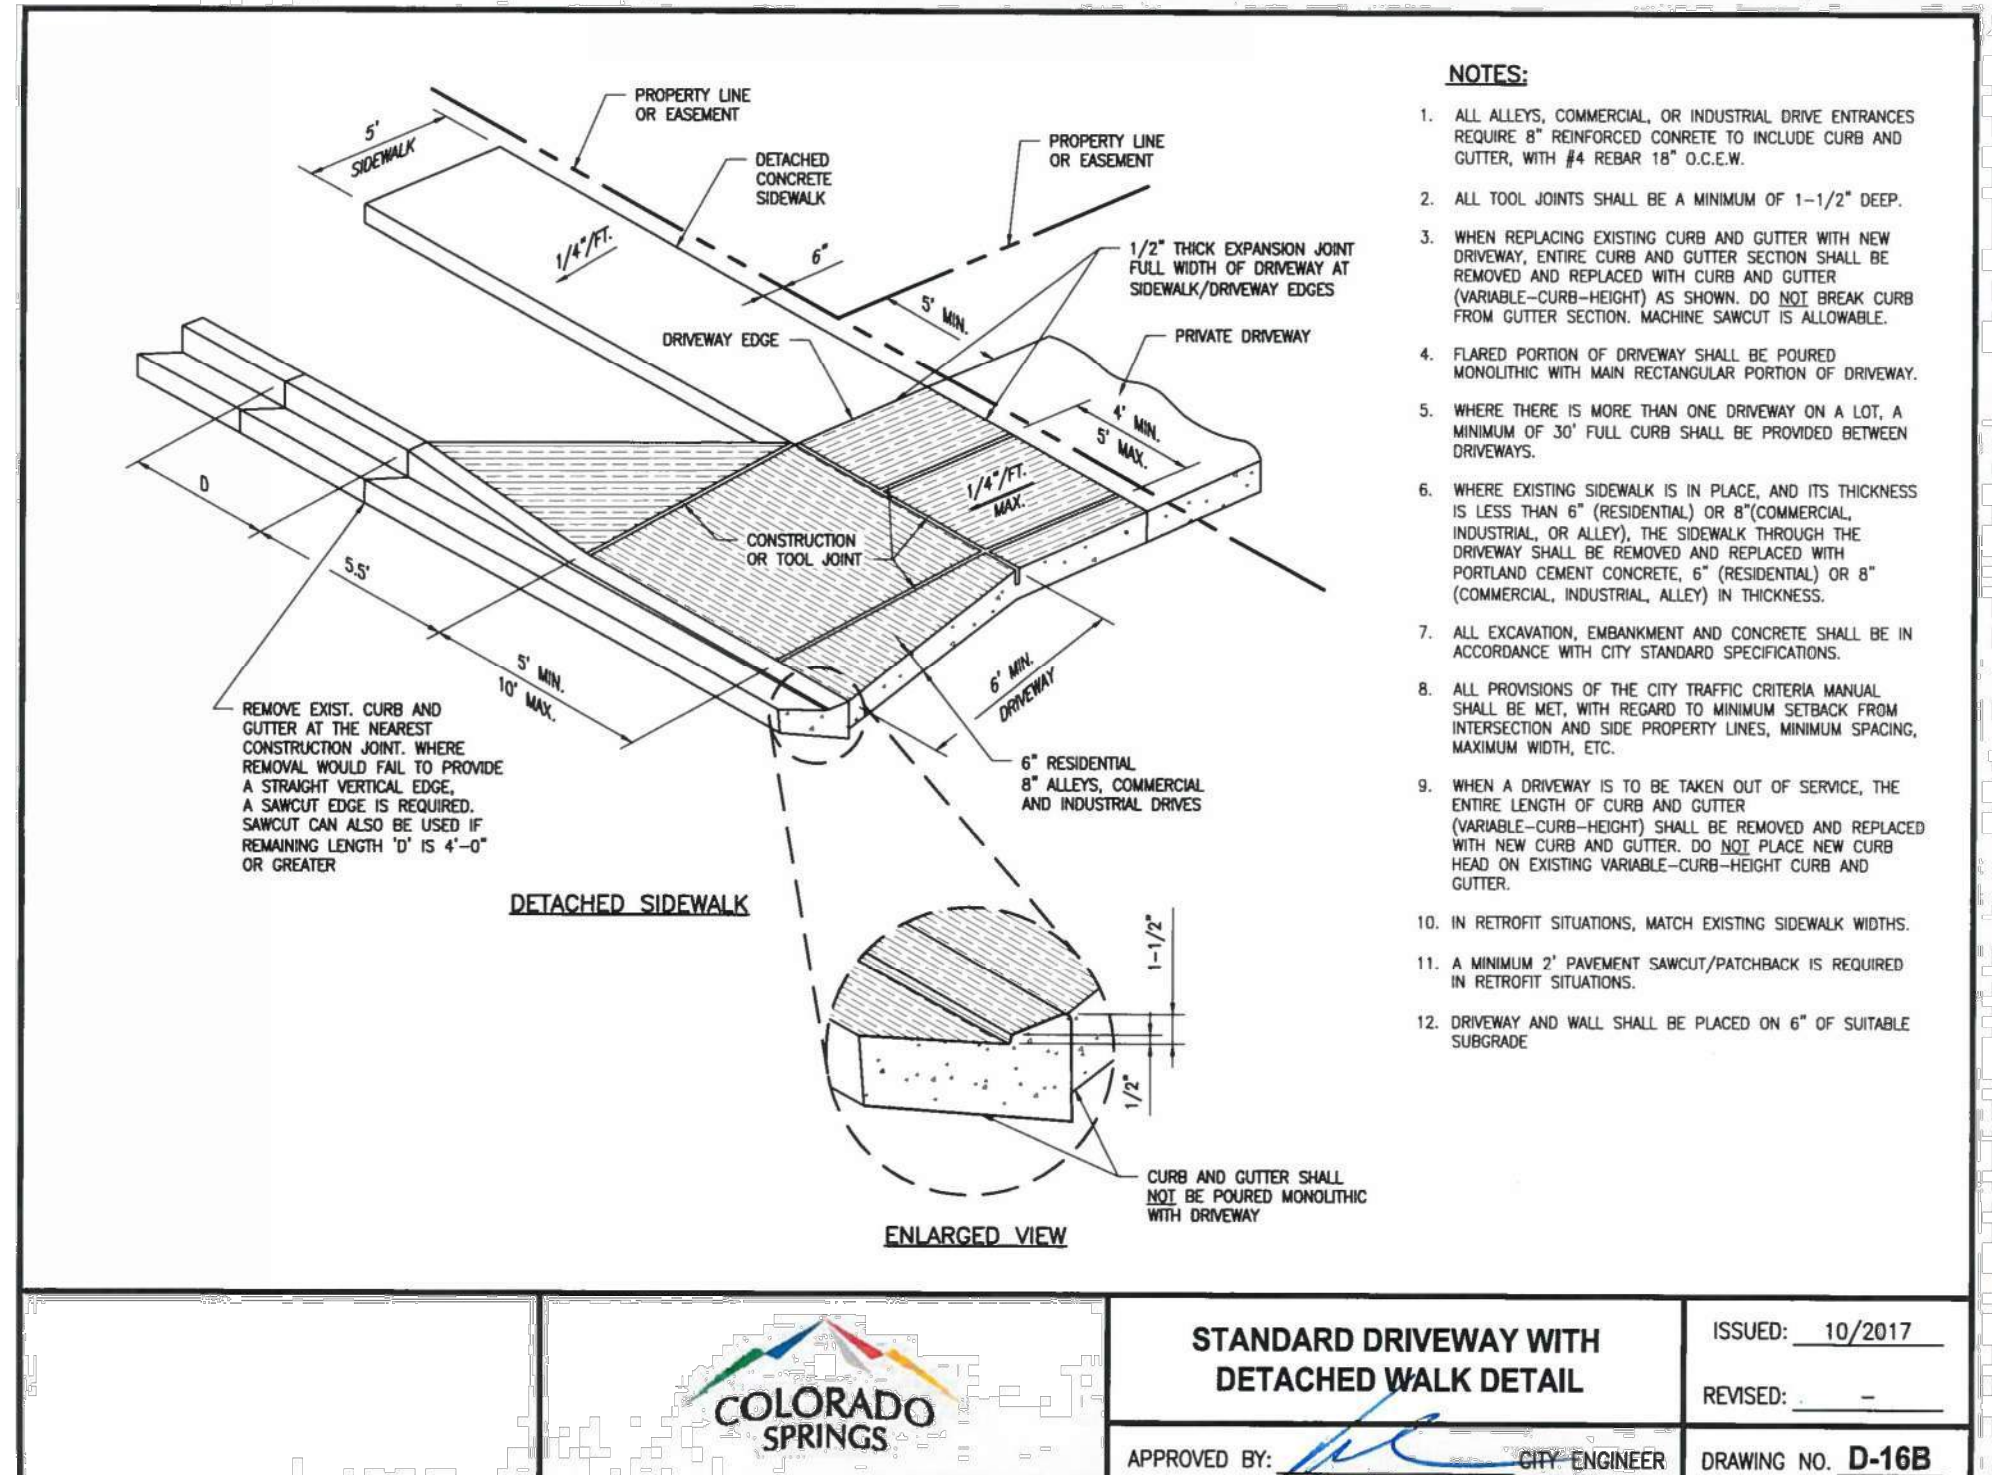 PROPERTY LINE
OR EASEMENT
5'
SIDEWALK
DETACHED
CONCRETE
SIDEWALK
PROPERTY LINE
OR EASEMENT
1/4"/FT.
6"
1/2" THICK EXPANSION JOINT
FULL WIDTH OF DRIVEWAY AT
SIDEWALK/DRIVEWAY EDGES
5' MIN.
DRIVEWAY EDGE
PRIVATE DRIVEWAY
4' MIN.
5' MAX.
1/4"/FT.
MAX.
D
CONSTRUCTION
OR TOOL JOINT
5.5'
5' MIN.
10' MAX.
6' MIN.
DRIVEWAY
REMOVE EXIST. CURB AND
GUTTER AT THE NEAREST
CONSTRUCTION JOINT. WHERE
REMOVAL WOULD FAIL TO PROVIDE
A STRAIGHT VERTICAL EDGE,
A SAWCUT EDGE IS REQUIRED.
SAWCUT CAN ALSO BE USED IF
REMAINING LENGTH 'D' IS 4'-0"
OR GREATER
6" RESIDENTIAL
8" ALLEYS, COMMERCIAL
AND INDUSTRIAL DRIVES
DETACHED SIDEWALK
1-1/2"
1/2"
CURB AND GUTTER SHALL
NOT BE POURED MONOLITHIC
WITH DRIVEWAY
ENLARGED VIEW
NOTES:
1. ALL ALLEYS, COMMERCIAL, OR INDUSTRIAL DRIVE ENTRANCES
REQUIRE 8" REINFORCED CONRETE TO INCLUDE CURB AND
GUTTER, WITH #4 REBAR 18" O.C.E.W.
2. ALL TOOL JOINTS SHALL BE A MINIMUM OF 1-1/2" DEEP.
3. WHEN REPLACING EXISTING CURB AND GUTTER WITH NEW
DRIVEWAY, ENTIRE CURB AND GUTTER SECTION SHALL BE
REMOVED AND REPLACED WITH CURB AND GUTTER
(VARIABLE-CURB-HEIGHT) AS SHOWN. DO NOT BREAK CURB
FROM GUTTER SECTION. MACHINE SAWCUT IS ALLOWABLE.
4. FLARED PORTION OF DRIVEWAY SHALL BE POURED
MONOLITHIC WITH MAIN RECTANGULAR PORTION OF DRIVEWAY.
5. WHERE THERE IS MORE THAN ONE DRIVEWAY ON A LOT, A
MINIMUM OF 30' FULL CURB SHALL BE PROVIDED BETWEEN
DRIVEWAYS.
6. WHERE EXISTING SIDEWALK IS IN PLACE, AND ITS THICKNESS
IS LESS THAN 6" (RESIDENTIAL) OR 8"(COMMERCIAL,
INDUSTRIAL, OR ALLEY), THE SIDEWALK THROUGH THE
DRIVEWAY SHALL BE REMOVED AND REPLACED WITH
PORTLAND CEMENT CONCRETE, 6" (RESIDENTIAL) OR 8"
(COMMERCIAL, INDUSTRIAL, ALLEY) IN THICKNESS.
7. ALL EXCAVATION, EMBANKMENT AND CONCRETE SHALL BE IN
ACCORDANCE WITH CITY STANDARD SPECIFICATIONS.
8. ALL PROVISIONS OF THE CITY TRAFFIC CRITERIA MANUAL
SHALL BE MET, WITH REGARD TO MINIMUM SETBACK FROM
INTERSECTION AND SIDE PROPERTY LINES, MINIMUM SPACING,
MAXIMUM WIDTH, ETC.
9. WHEN A DRIVEWAY IS TO BE TAKEN OUT OF SERVICE, THE
ENTIRE LENGTH OF CURB AND GUTTER
(VARIABLE-CURB-HEIGHT) SHALL BE REMOVED AND REPLACED
WITH NEW CURB AND GUTTER. DO NOT PLACE NEW CURB
HEAD ON EXISTING VARIABLE-CURB-HEIGHT CURB AND
GUTTER.
10. IN RETROFIT SITUATIONS, MATCH EXISTING SIDEWALK WIDTHS.
11. A MINIMUM 2' PAVEMENT SAWCUT/PATCHBACK IS REQUIRED
IN RETROFIT SITUATIONS.
12. DRIVEWAY AND WALL SHALL BE PLACED ON 6" OF SUITABLE
SUBGRADE
COLORADO
SPRINGS
STANDARD DRIVEWAY WITH
DETACHED WALK DETAIL
APPROVED BY: CITY ENGINEER
ISSUED: 10/2017
REVISED: -
DRAWING NO. D-16B